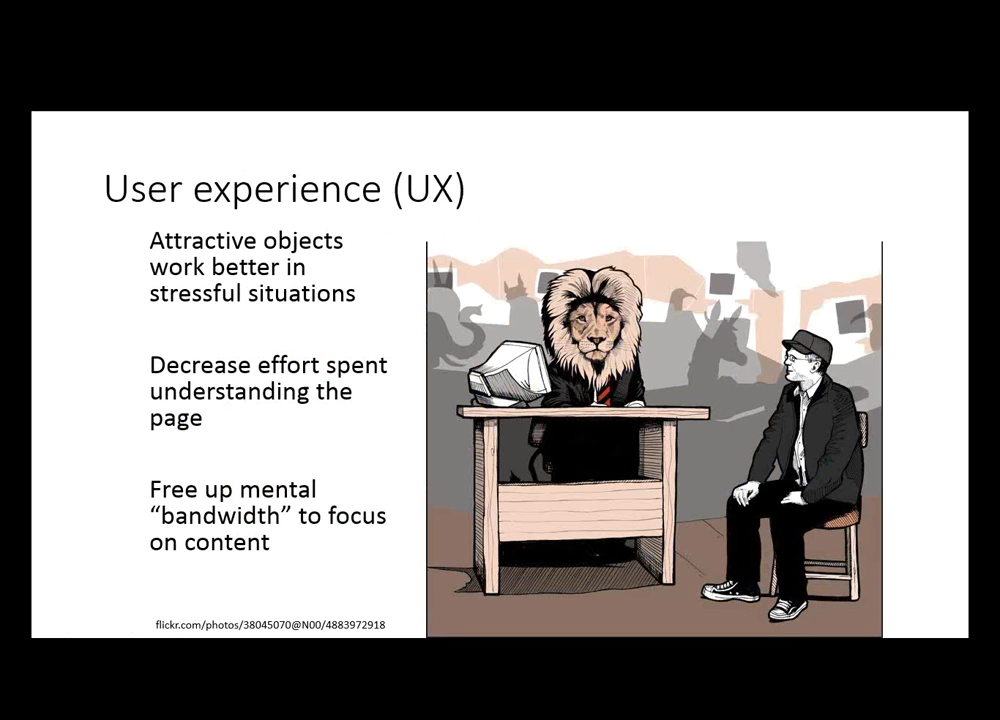 User experience (UX)
Attractive objects
work better in
stressful situations
Decrease effort spent
understanding the
page
Free up mental
“bandwidth” to focus
on content
flickr.com/photos/38045070@N00/4883972918